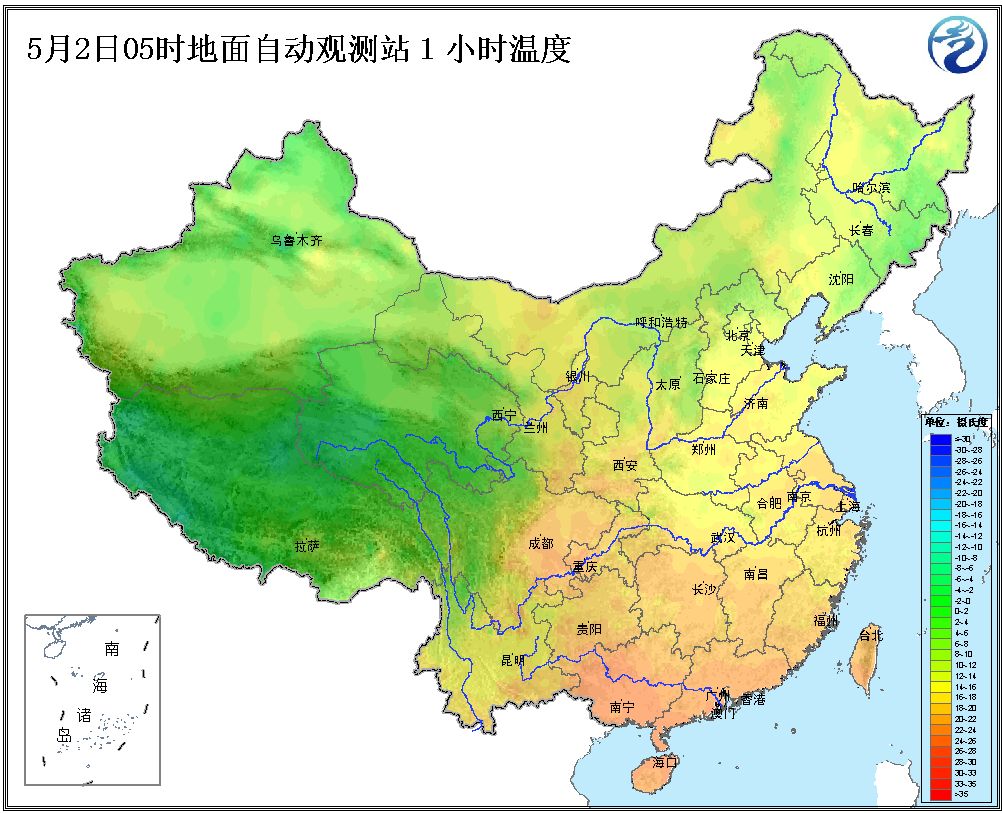 5月2日05时地面自动观测站1小时温度
哈尔滨
长春
乌鲁木齐
沈阳
呼和浩特
北京
天津
银川
太原
石家庄
济南
西宁
兰州
郑州
西安
合肥
南京
上海
杭州
武汉
拉萨
成都
重庆
南昌
长沙
福州
贵阳
台北
昆明
南宁
广州
香港
澳门
海口
南
海
诸
岛
单位：摄氏度
≤-30
-30~-28
-28~-26
-26~-24
-24~-22
-22~-20
-20~-18
-18~-16
-16~-14
-14~-12
-12~-10
-10~-8
-8~-6
-6~-4
-4~-2
-2~0
0~2
2~4
4~6
6~8
8~10
10~12
12~14
14~16
16~18
18~20
20~22
22~24
24~26
26~28
28~30
30~33
33~35
>35